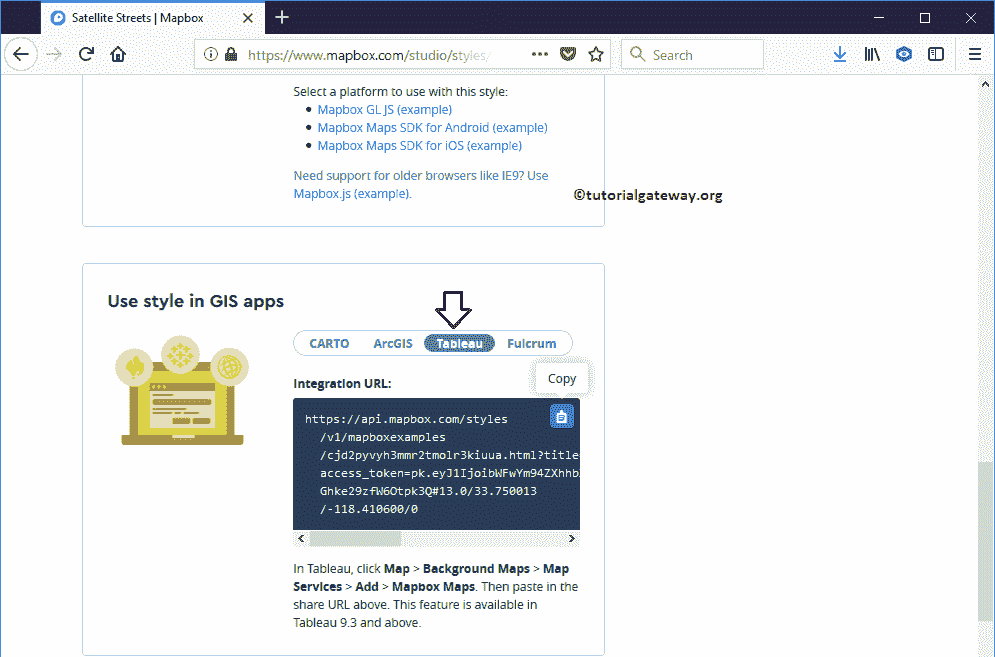 Satellite Streets | Mapbox
https://www.mapbox.com/studio/styles/
Search
Select a platform to use with this style:
Mapbox GL JS (example)
Mapbox Maps SDK for Android (example)
Mapbox Maps SDK for iOS (example)
Need support for older browsers like IE9? Use
Mapbox.js (example).
©tutorialgateway.org
Use style in GIS apps
CARTO ArcGIS Tableau Fulcrum
Integration URL:
Copy
https://api.mapbox.com/styles
/v1/mapboxexamples
/cjd2pyvyh3mmr2tmolr3kiuua.html?title=
access_token=pk.eyJ1IjoibWFwYm94ZXhhb
Ghke29zfW6Otpk3Q#13.0/33.750013
/-118.410600/0
In Tableau, click Map > Background Maps > Map
Services > Add > Mapbox Maps. Then paste in the
share URL above. This feature is available in
Tableau 9.3 and above.